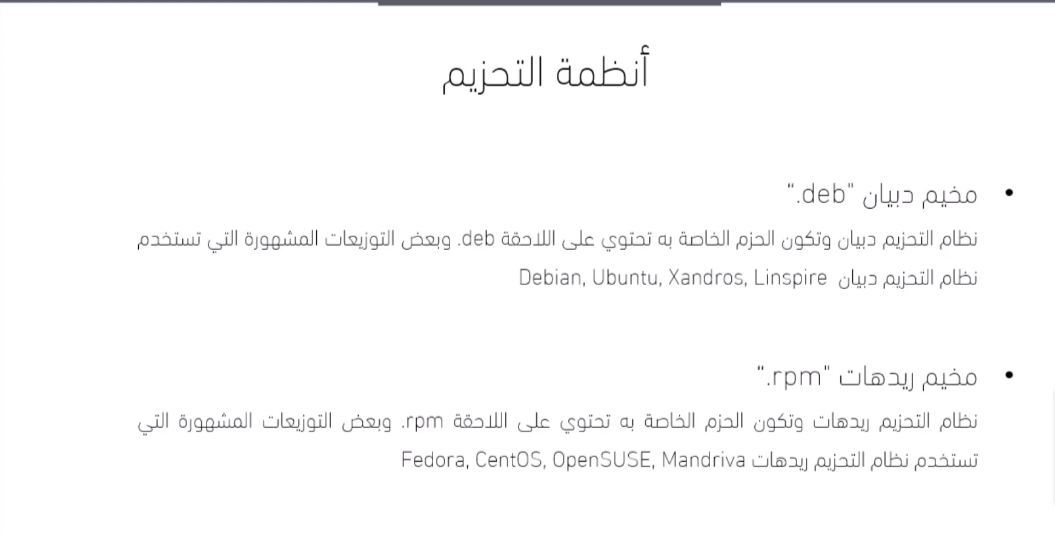 أنظمة التحزيم
• مخيم دبيان "deb."
نظام التحزيم دبيان وتكون الحزم الخاصة به تحتوي على اللاحقة deb. وبعض التوزيعات المشهورة التي تستخدم
نظام التحزيم دبيان Debian, Ubuntu, Xandros, Linspire
• مخيم ريدهات "rpm."
نظام التحزيم ريدهات وتكون الحزم الخاصة به تحتوي على اللاحقة rpm. وبعض التوزيعات المشهورة التي
تستخدم نظام التحزيم ريدهات Fedora, CentOS, OpenSUSE, Mandriva